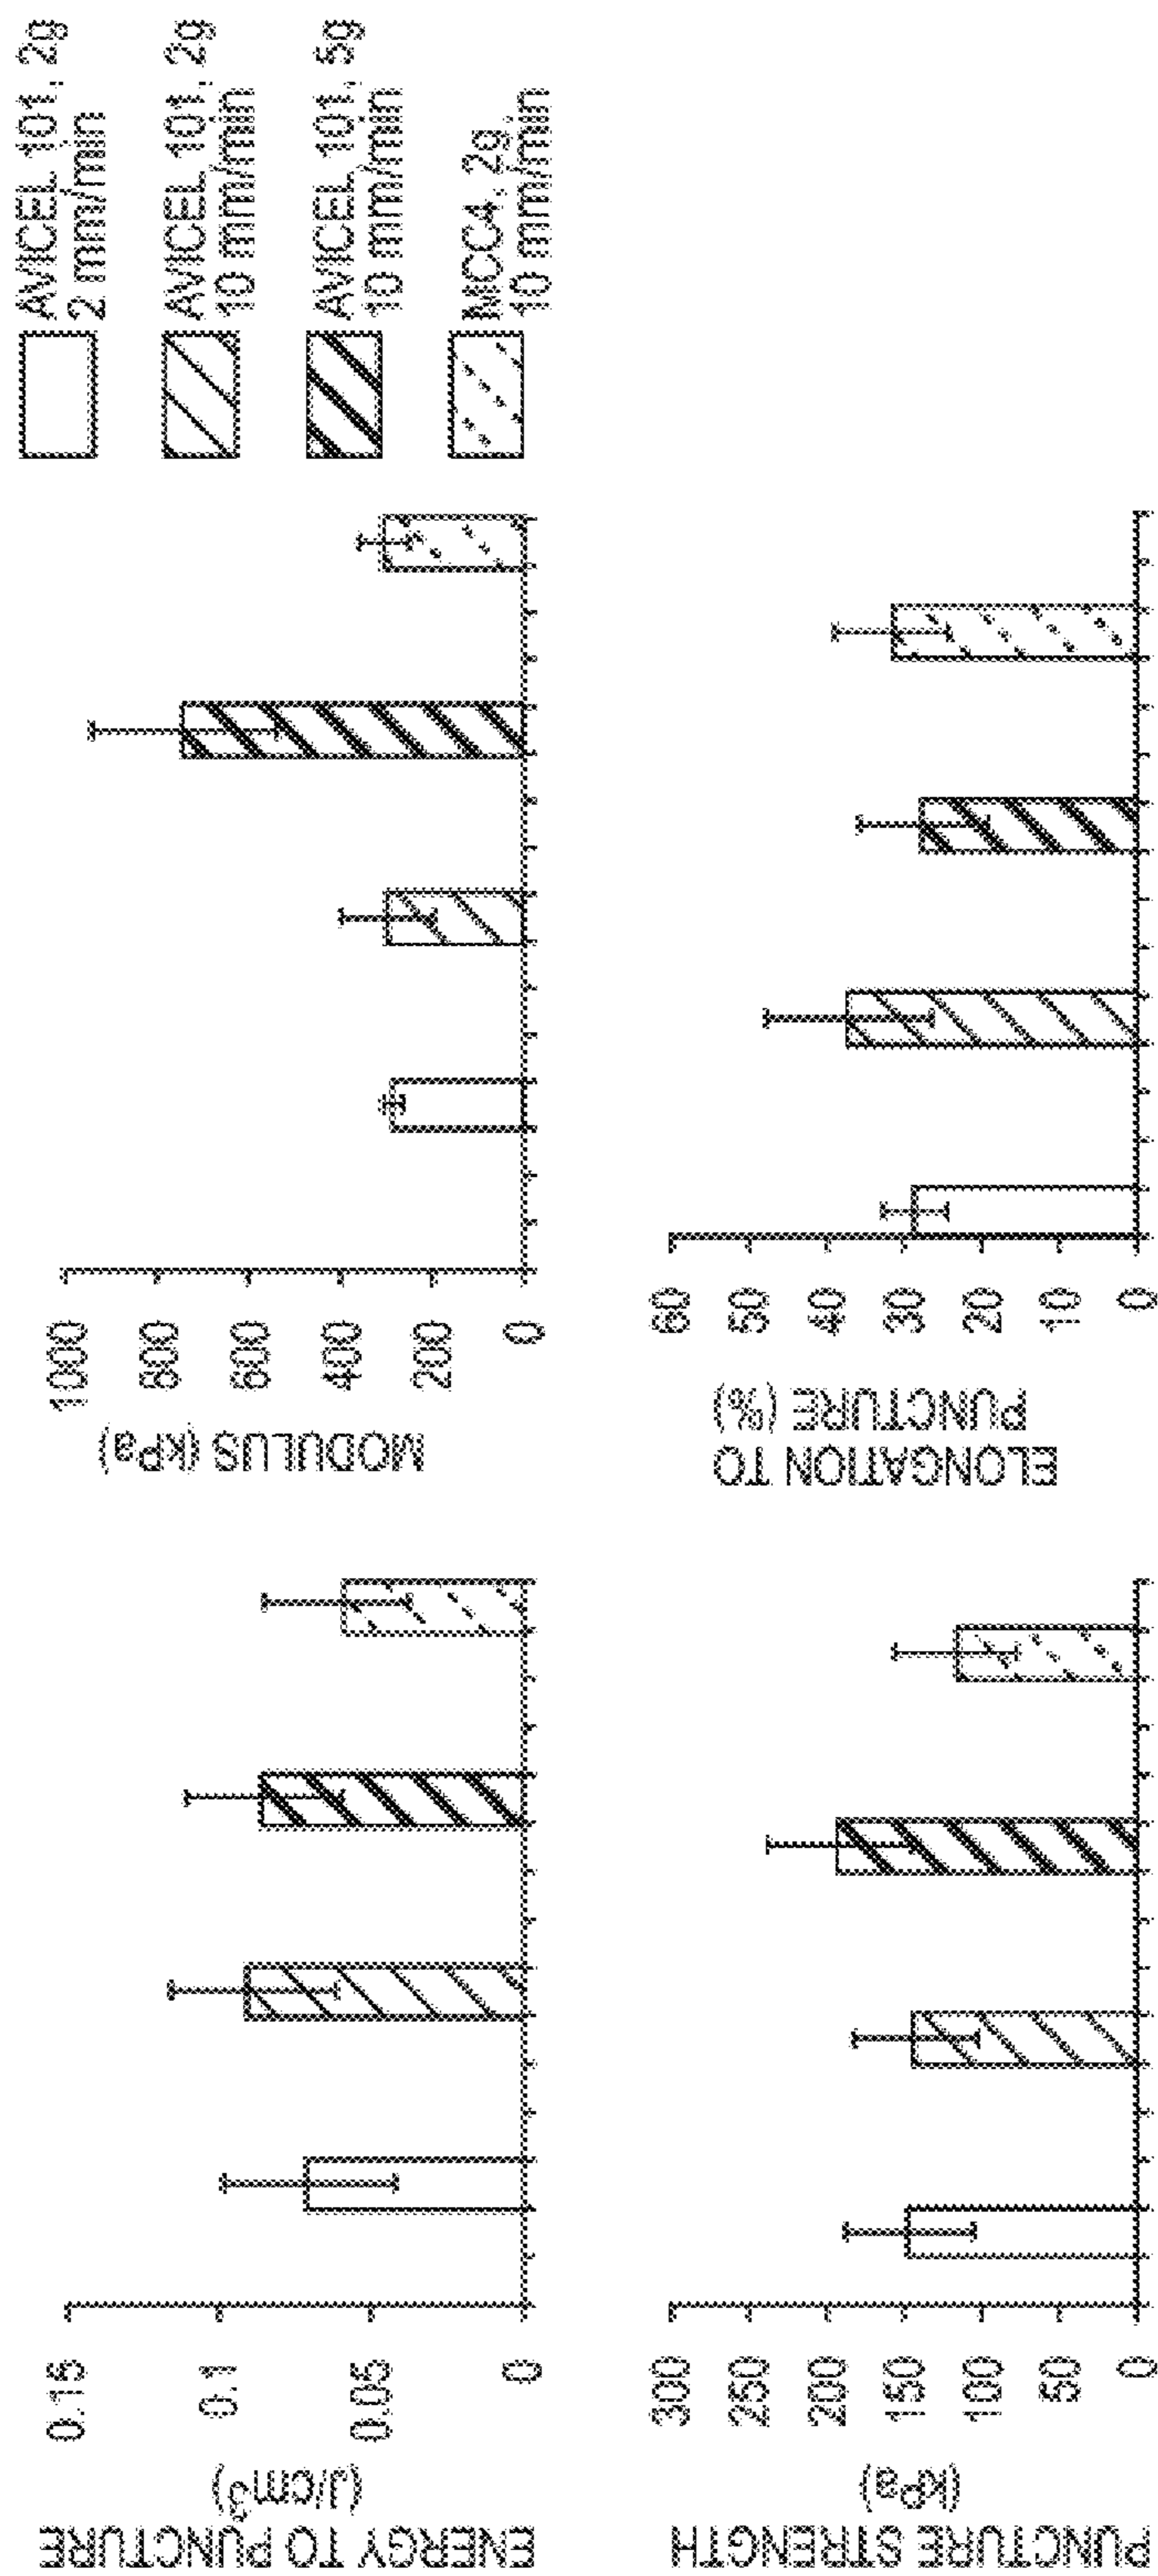 ENERGY TO PUNCTURE
(J/cm³)
0.15
0.1
0.05
0
MODULUS (kPa)
1000
800
600
400
200
0
AVICEL 101, 2g
2 mm/min
AVICEL 101, 2g
10 mm/min
AVICEL 101, 5g
10 mm/min
MCC4, 2g,
10 mm/min
PUNCTURE STRENGTH
(kPa)
300
250
200
150
100
50
0
ELONGATION TO
PUNCTURE (%)
60
50
40
30
20
10
0